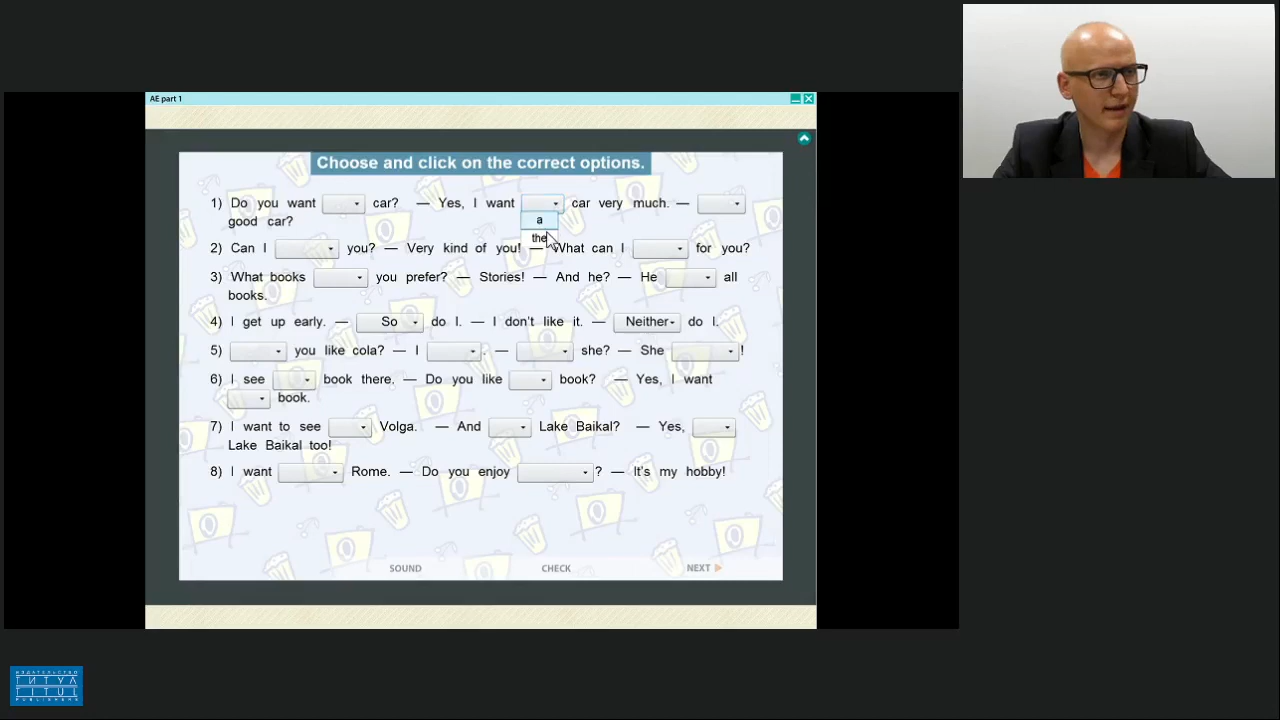 AE part 1
Choose and click on the correct options.
1) Do you want car? — Yes, I want car very much. —
a
the
good car?
2) Can I you? — Very kind of you! — What can I for you?
3) What books you prefer? — Stories! — And he? — He all
books.
4) I get up early. — So do I. — I don't like it. — Neither do I.
5) you like cola? — I . — she? — She !
6) I see book there. — Do you like book? — Yes, I want
book.
7) I want to see Volga. — And Lake Baikal? — Yes,
Lake Baikal too!
8) I want Rome. — Do you enjoy ? — It's my hobby!
SOUND CHECK NEXT
ИЗДАТЕЛЬСТВО
ТИТУЛ
TITUL
PUBLISHERS